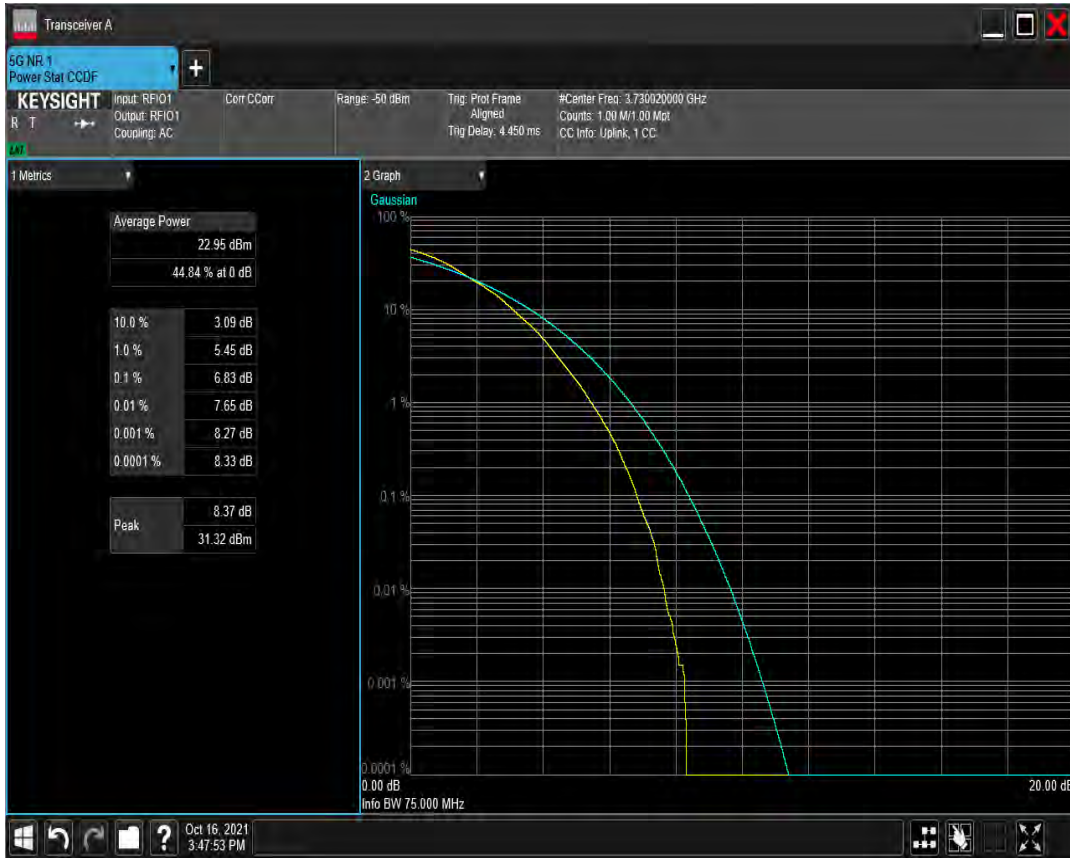 Transceiver A
5G NR 1
Power Stat CCDF
+
KEYSIGHT
R T
LXI
Input: RFIO1
Output: RFIO1
Coupling: AC
Corr CCorr
Range: -50 dBm
Trig: Prot Frame
Aligned
Trig Delay: 4.450 ms
#Center Freq: 3.730020000 GHz
Counts: 1.00 M/1.00 Mpt
CC Info: Uplink, 1 CC
1 Metrics
Average Power
22.95 dBm
44.84 % at 0 dB
10.0 % 3.09 dB
1.0 % 5.45 dB
0.1 % 6.83 dB
0.01 % 7.65 dB
0.001 % 8.27 dB
0.0001 % 8.33 dB
Peak
8.37 dB
31.32 dBm
2 Graph
Gaussian
100 %
10 %
1 %
0.1 %
0.01 %
0.001 %
0.0001 %
0.00 dB
20.00 dB
Info BW 75.000 MHz
?
Oct 16, 2021
3:47:53 PM